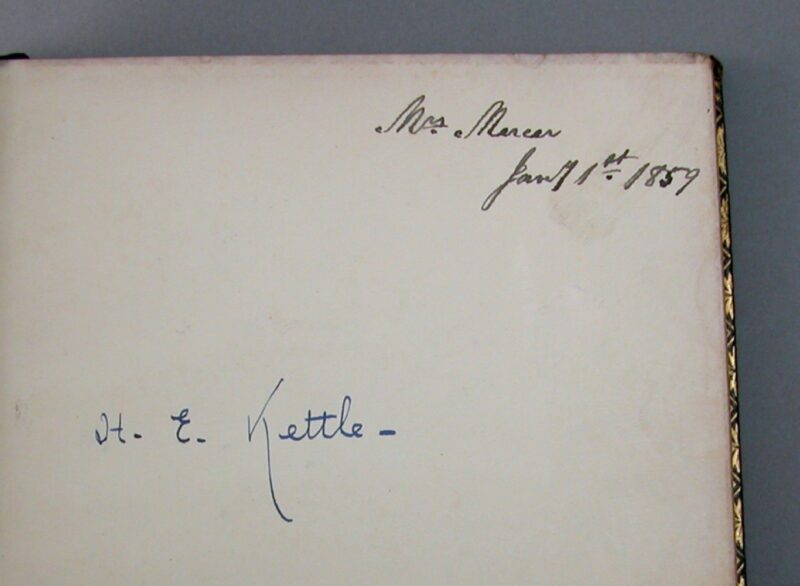 Mrs. Mercer
Jany 1st. 1859
H. E. Kettle -